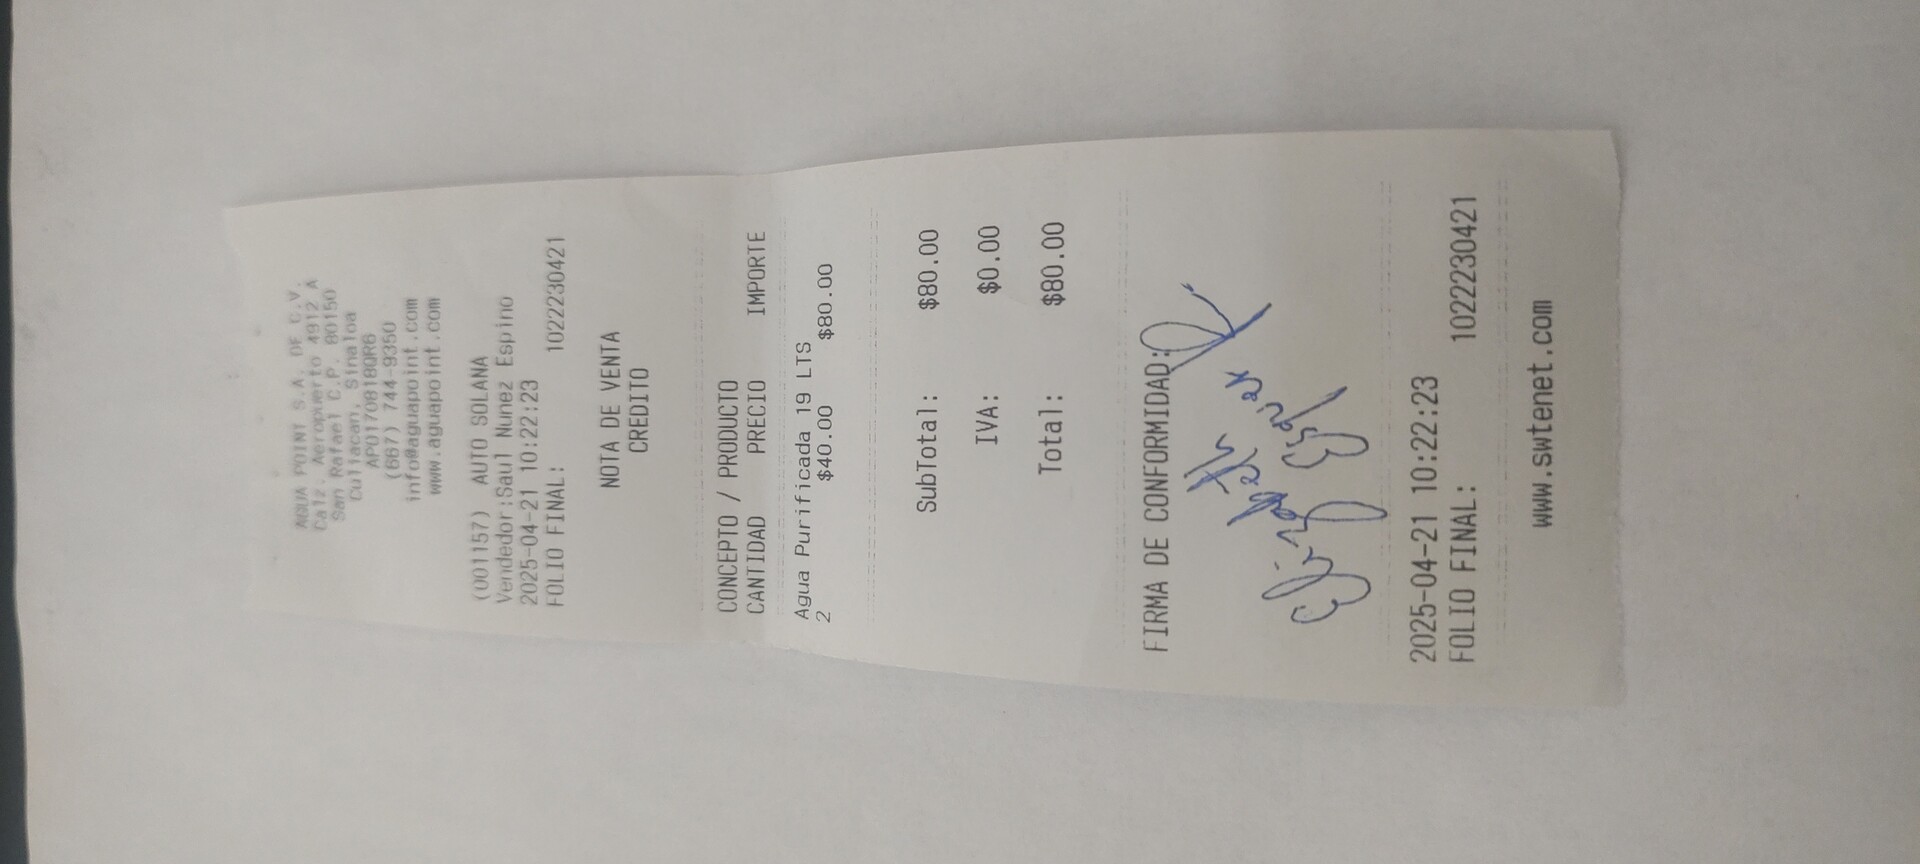 AGUA POINT S.A. DE C.V.
Calz. Aeropuerto 4912 A
San Rafael C.P. 80150
Culiacan, Sinaloa
APO170818QR6
(667) 744-9350
info@aguapoint.com
www.aguapoint.com
(001157) AUTO SOLANA
Vendedor:Saul Nunez Espino
2025-04-21 10:22:23
FOLIO FINAL: 1022230421
NOTA DE VENTA
CREDITO
CONCEPTO / PRODUCTO
CANTIDAD PRECIO IMPORTE
Agua Purificada 19 LTS
2 $40.00 $80.00
SubTotal: $80.00
IVA: $0.00
Total: $80.00
FIRMA DE CONFORMIDAD:
2025-04-21 10:22:23
FOLIO FINAL: 1022230421
www.swtenet.com